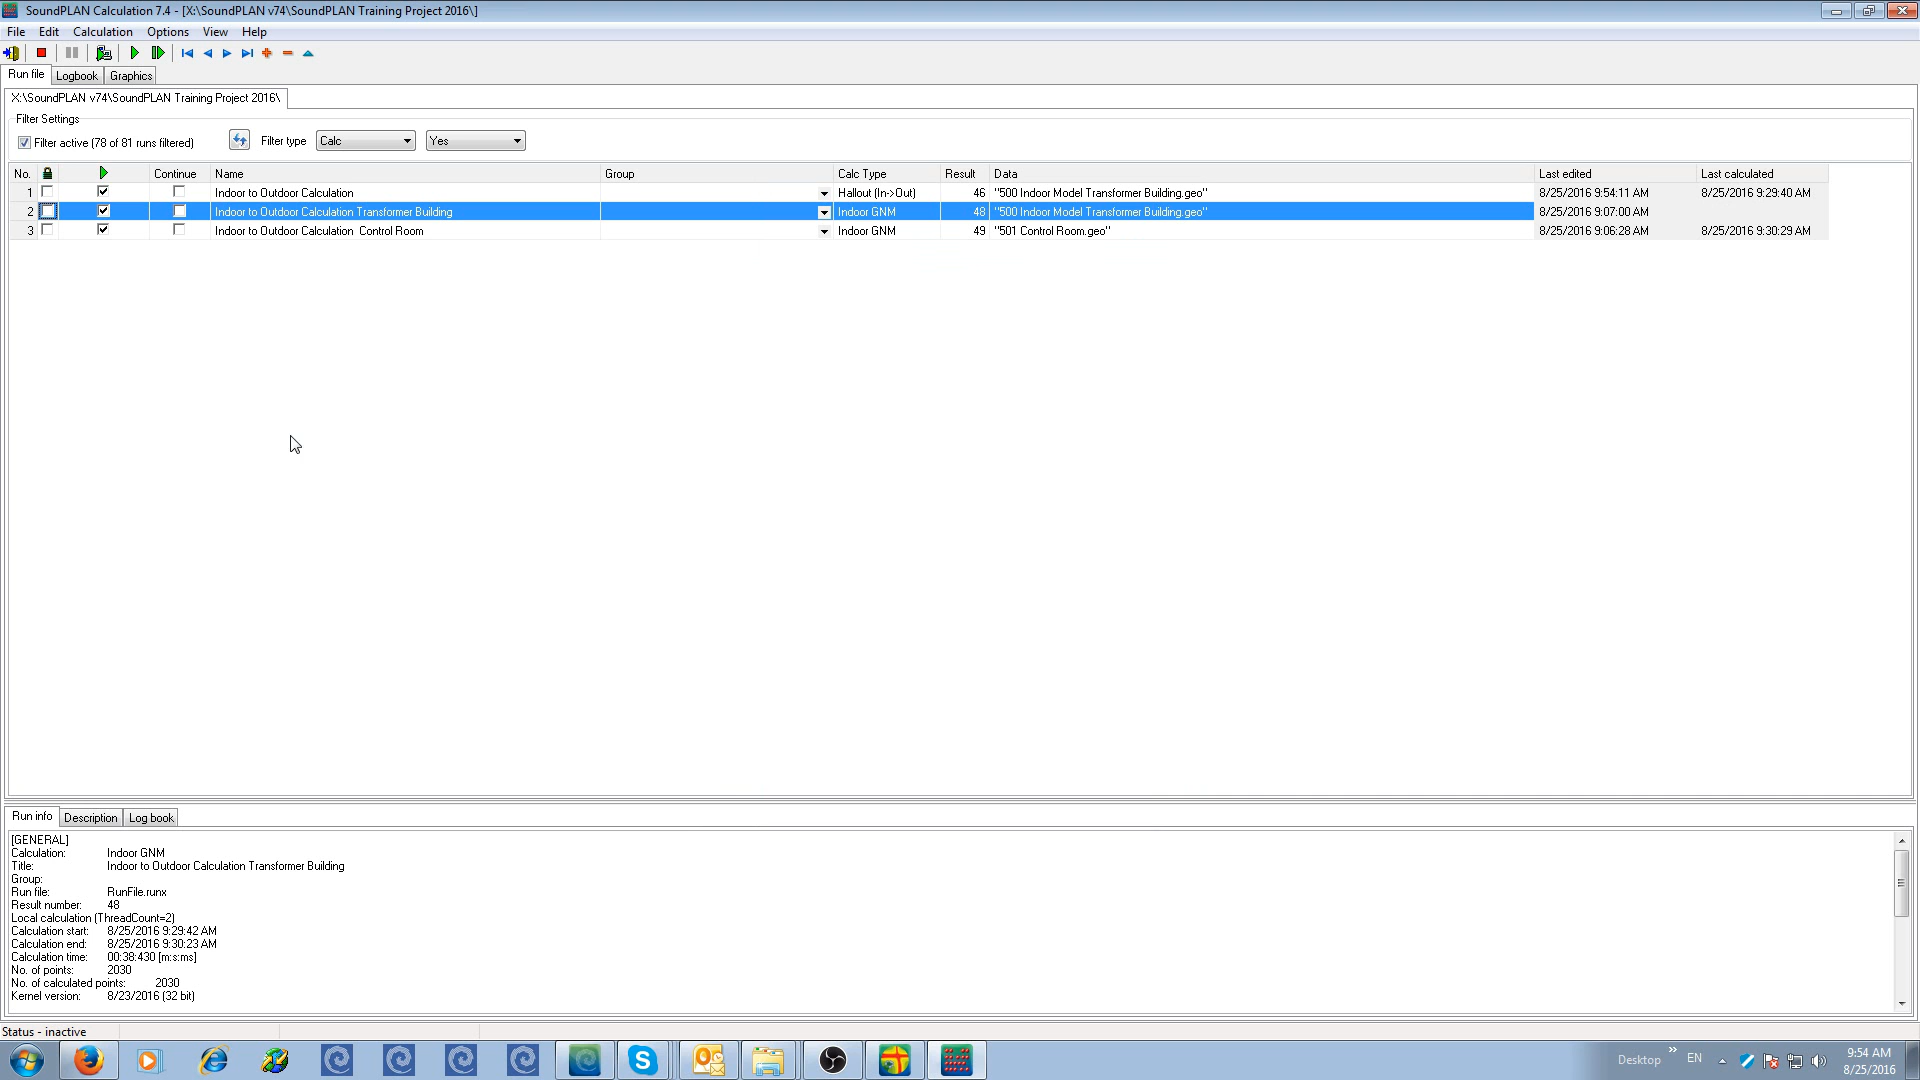 SoundPLAN Calculation 7.4 - [X:\SoundPLAN v74\SoundPLAN Training Project 2016\]
File Edit Calculation Options View Help
Run file Logbook Graphics
X:\SoundPLAN v74\SoundPLAN Training Project 2016\
Filter Settings
Filter active (78 of 81 runs filtered) Filter type Calc Yes
No. Continue Name Group Calc Type Result Data Last edited Last calculated
1 Indoor to Outdoor Calculation Hallout (In->Out) 46 "500 Indoor Model Transformer Building.geo" 8/25/2016 9:54:11 AM 8/25/2016 9:29:40 AM
2 Indoor to Outdoor Calculation Transformer Building Indoor GNM 48 "500 Indoor Model Transformer Building.geo" 8/25/2016 9:07:00 AM
3 Indoor to Outdoor Calculation Control Room Indoor GNM 49 "501 Control Room.geo" 8/25/2016 9:06:28 AM 8/25/2016 9:30:29 AM
Run info Description Log book
[GENERAL]
Calculation: Indoor GNM
Title: Indoor to Outdoor Calculation Transformer Building
Group:
Run file: RunFile.runx
Result number: 48
Local calculation (ThreadCount=2)
Calculation start: 8/25/2016 9:29:42 AM
Calculation end: 8/25/2016 9:30:23 AM
Calculation time: 00:38:430 [m:s:ms]
No. of points: 2030
No. of calculated points: 2030
Kernel version: 8/23/2016 (32 bit)
Status - inactive
Desktop » EN 9:54 AM
8/25/2016